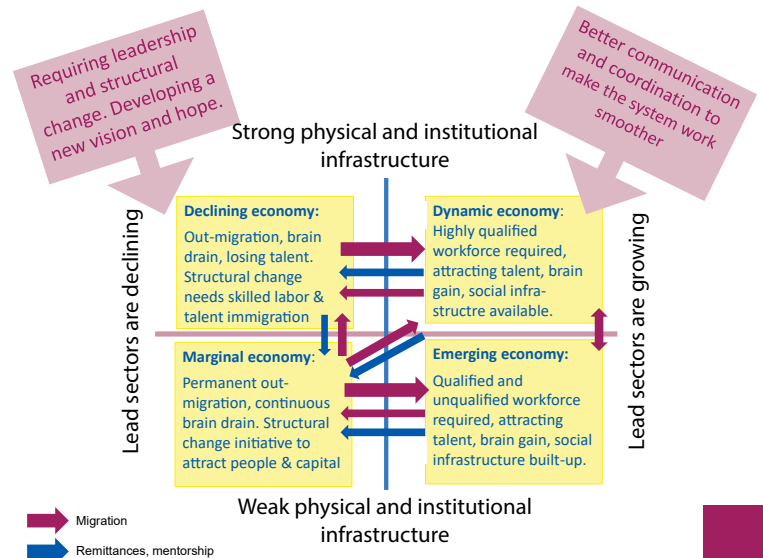 Requiring leadership
and structural
change. Developing a
new vision and hope.
Better communication
and coordination to
make the system work
smoother
Strong physical and institutional
infrastructure
Lead sectors are declining
Declining economy:
Out-migration, brain
drain, losing talent.
Structural change
needs skilled labor &
talent immigration
Dynamic economy:
Highly qualified
workforce required,
attracting talent, brain
gain, social infra-
structre available.
Lead sectors are growing
Marginal economy:
Permanent out-
migration, continuous
brain drain. Structural
change initiative to
attract people & capital
Emerging economy:
Qualified and
unqualified workforce
required, attracting
talent, brain gain, social
infrastructure built-up.
Weak physical and institutional
infrastructure
Migration
Remittances, mentorship